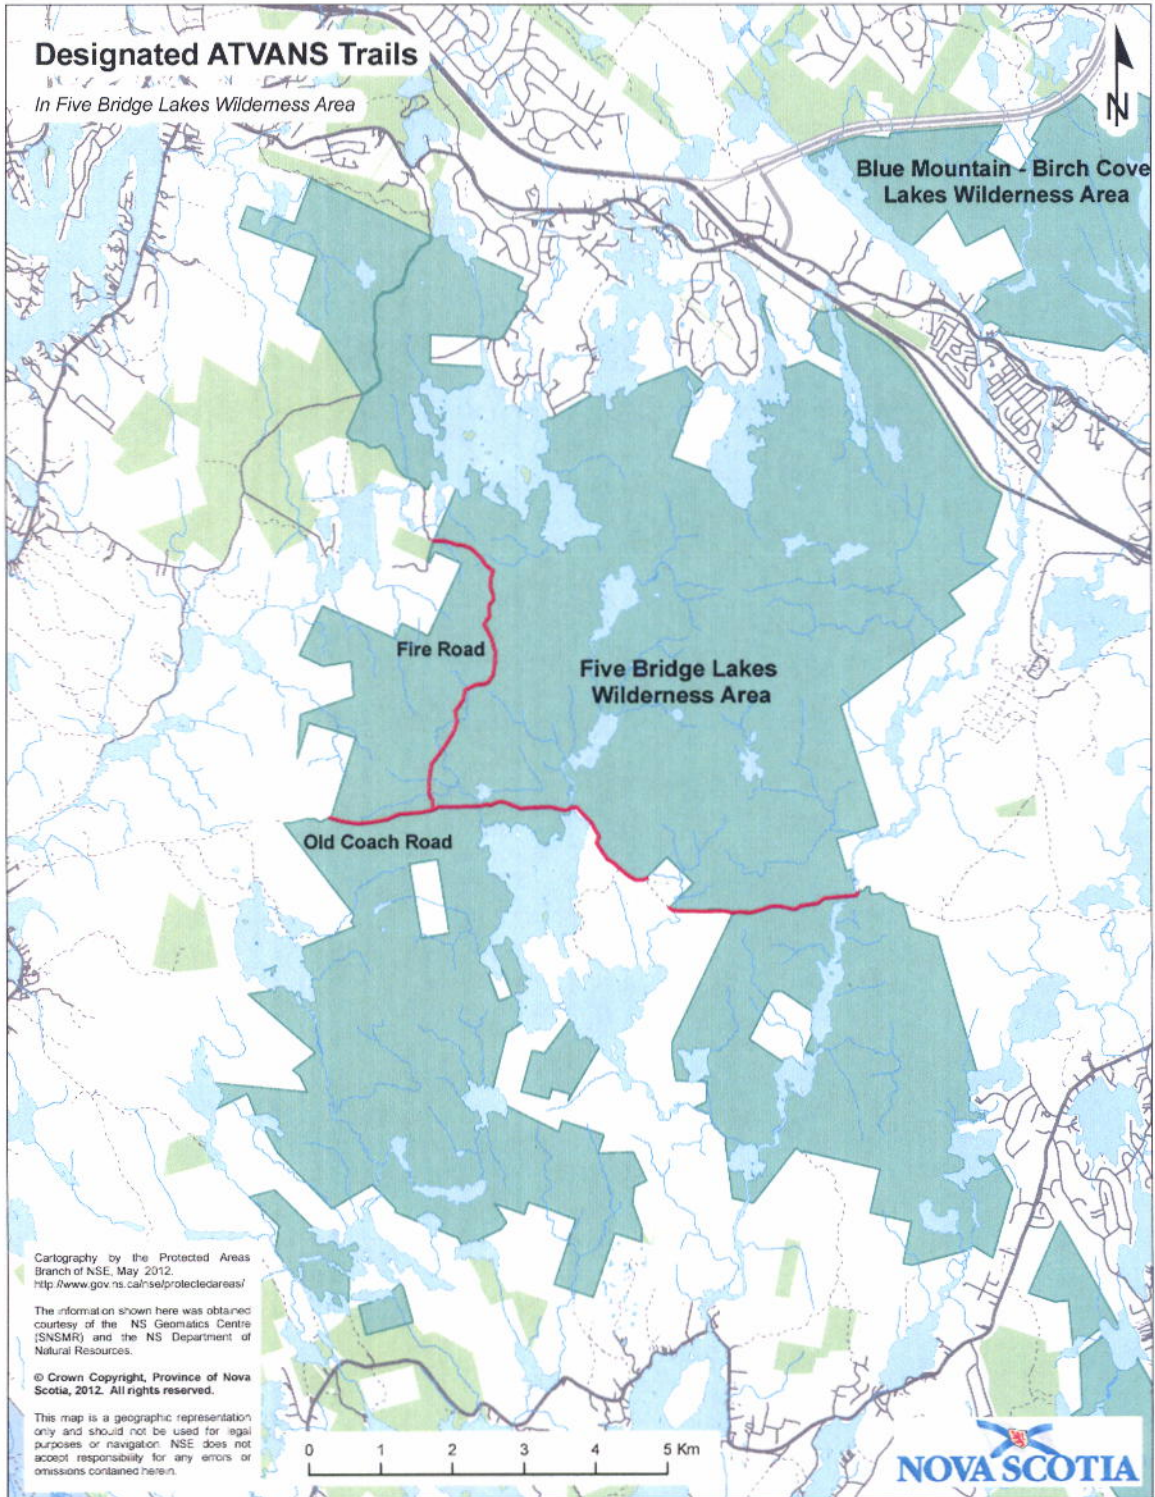 Designated ATVANS Trails
In Five Bridge Lakes Wilderness Area
N
Blue Mountain - Birch Cove
Lakes Wilderness Area
Fire Road
Five Bridge Lakes
Wilderness Area
Old Coach Road
Cartography by the Protected Areas
Branch of NSE, May 2012.
http://www.gov.ns.ca/nse/protectedareas/
The information shown here was obtained
courtesy of the NS Geomatics Centre
(SNSMR) and the NS Department of
Natural Resources.
© Crown Copyright, Province of Nova
Scotia, 2012. All rights reserved.
This map is a geographic representation
only and should not be used for legal
purposes or navigation. NSE does not
accept responsibility for any errors or
omissions contained herein.
0 1 2 3 4 5 Km
NOVA SCOTIA